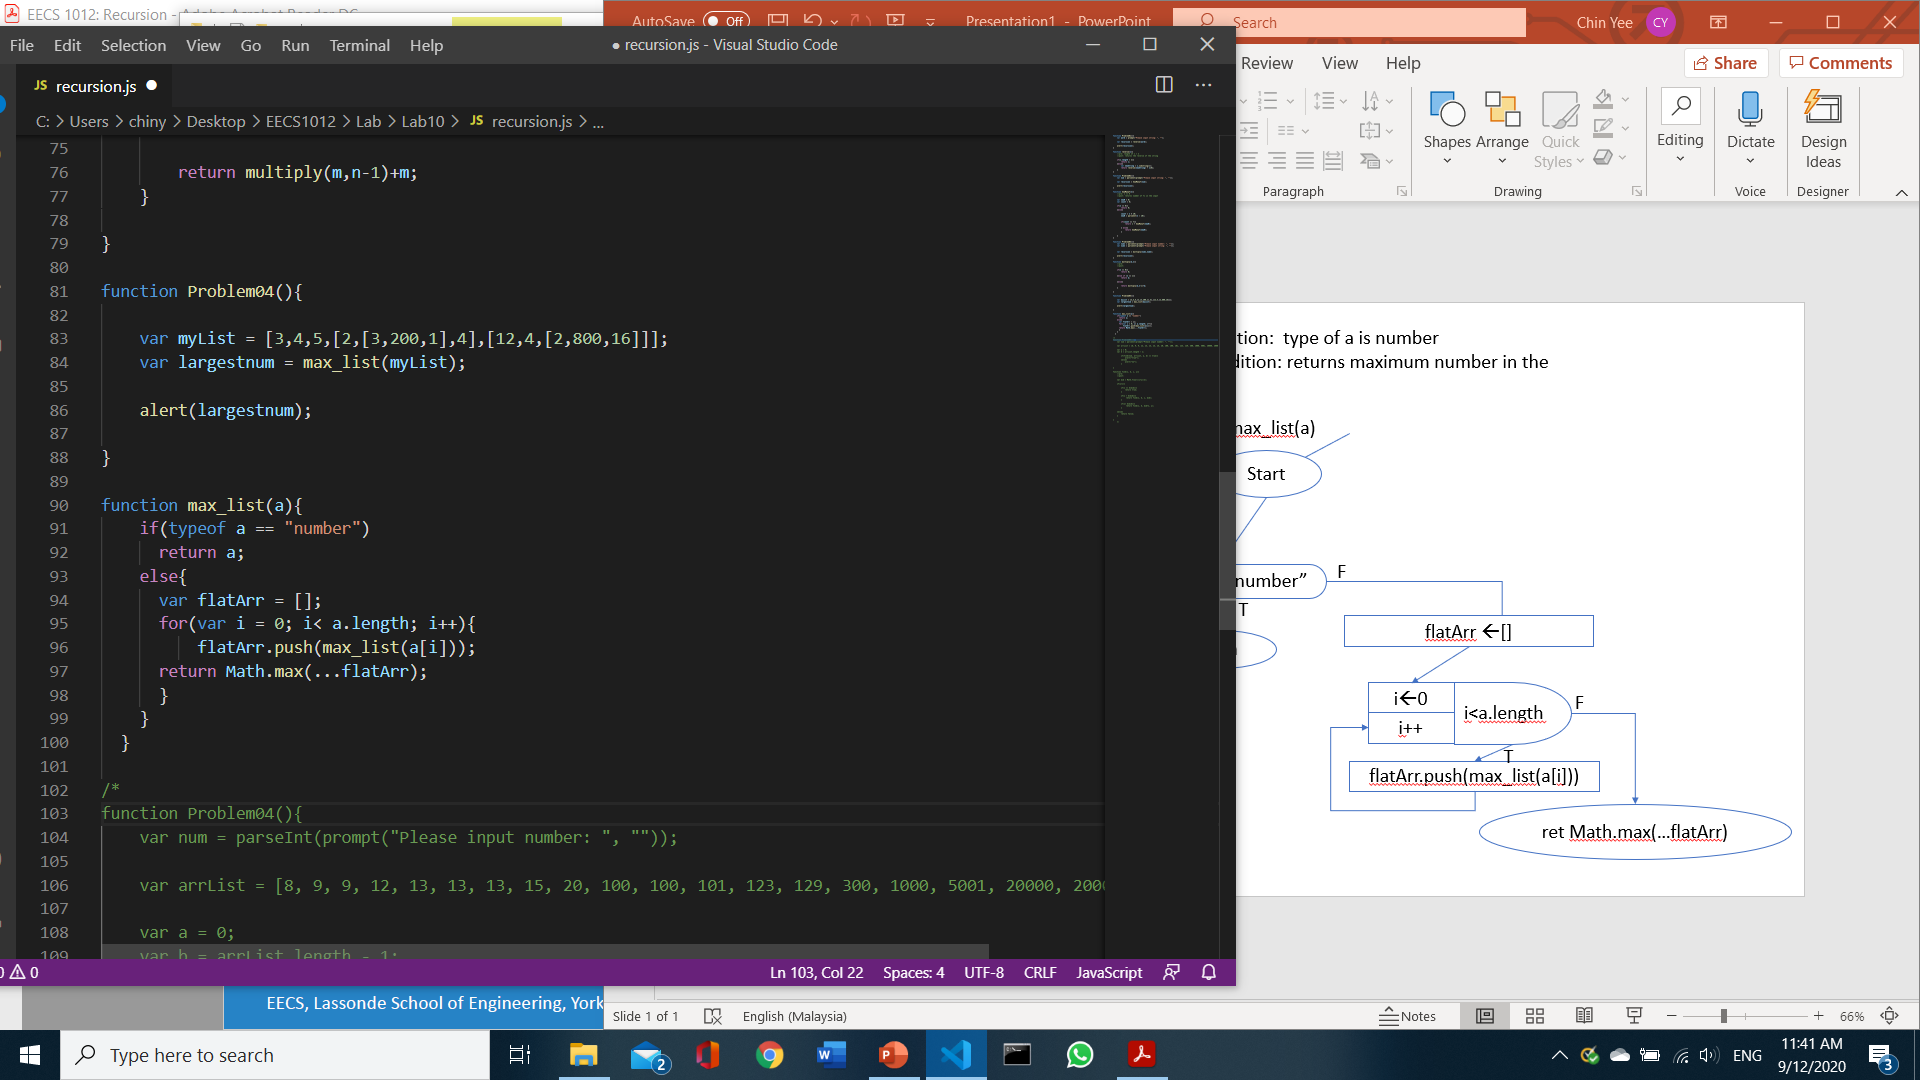 EECS 1012: Recursion - Adobe Acrobat Reader DC
AutoSave Off Presentation1 - PowerPoint Search Chin Yee CY
File Edit Selection View Go Run Terminal Help ● recursion.js - Visual Studio Code
Review View Help Share Comments
JS recursion.js
C: > Users > chiny > Desktop > EECS1012 > Lab > Lab10 > JS recursion.js > ...
Shapes Arrange Quick Styles Editing Dictate Design Ideas
Paragraph Drawing Voice Designer
75
76 return multiply(m,n-1)+m;
77 }
78
79 }
80
81 function Problem04(){
82
83 var myList = [3,4,5,[2,[3,200,1],4],[12,4,[2,800,16]]];
84 var largestnum = max_list(myList);
85
86 alert(largestnum);
87
88 }
89
90 function max_list(a){
91 if(typeof a == "number")
92 return a;
93 else{
94 var flatArr = [];
95 for(var i = 0; i< a.length; i++){
96 flatArr.push(max_list(a[i]));
97 return Math.max(...flatArr);
98 }
99 }
100 }
101
102 /*
103 function Problem04(){
104 var num = parseInt(prompt("Please input number: ", ""));
105
106 var arrList = [8, 9, 9, 12, 13, 13, 13, 15, 20, 100, 100, 101, 123, 129, 300, 1000, 5001, 20000, 200
107
108 var a = 0;
109 var b = arrList.length - 1;
tion: type of a is number
dition: returns maximum number in the
max_list(a)
Start
number” F
T
flatArr ←[]
i←0
i<a.length F
i++
T
flatArr.push(max_list(a[i]))
ret Math.max(...flatArr)
0 0 Ln 103, Col 22 Spaces: 4 UTF-8 CRLF JavaScript
EECS, Lassonde School of Engineering, York
Slide 1 of 1 English (Malaysia) Notes 66%
Type here to search
2
ENG
11:41 AM
9/12/2020
3